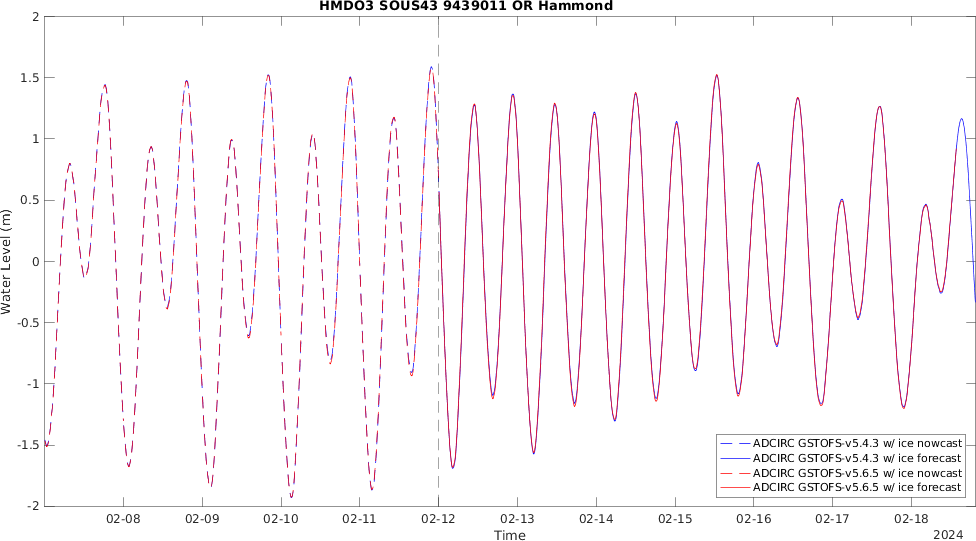 HMDO3 SOUS43 9439011 OR Hammond
2
1.5
1
0.5
0
-0.5
-1
-1.5
-2
Water Level (m)
02-08 02-09 02-10 02-11 02-12 02-13 02-14 02-15 02-16 02-17 02-18
Time
2024
ADCIRC GSTOFS-v5.4.3 w/ ice nowcast
ADCIRC GSTOFS-v5.4.3 w/ ice forecast
ADCIRC GSTOFS-v5.6.5 w/ ice nowcast
ADCIRC GSTOFS-v5.6.5 w/ ice forecast